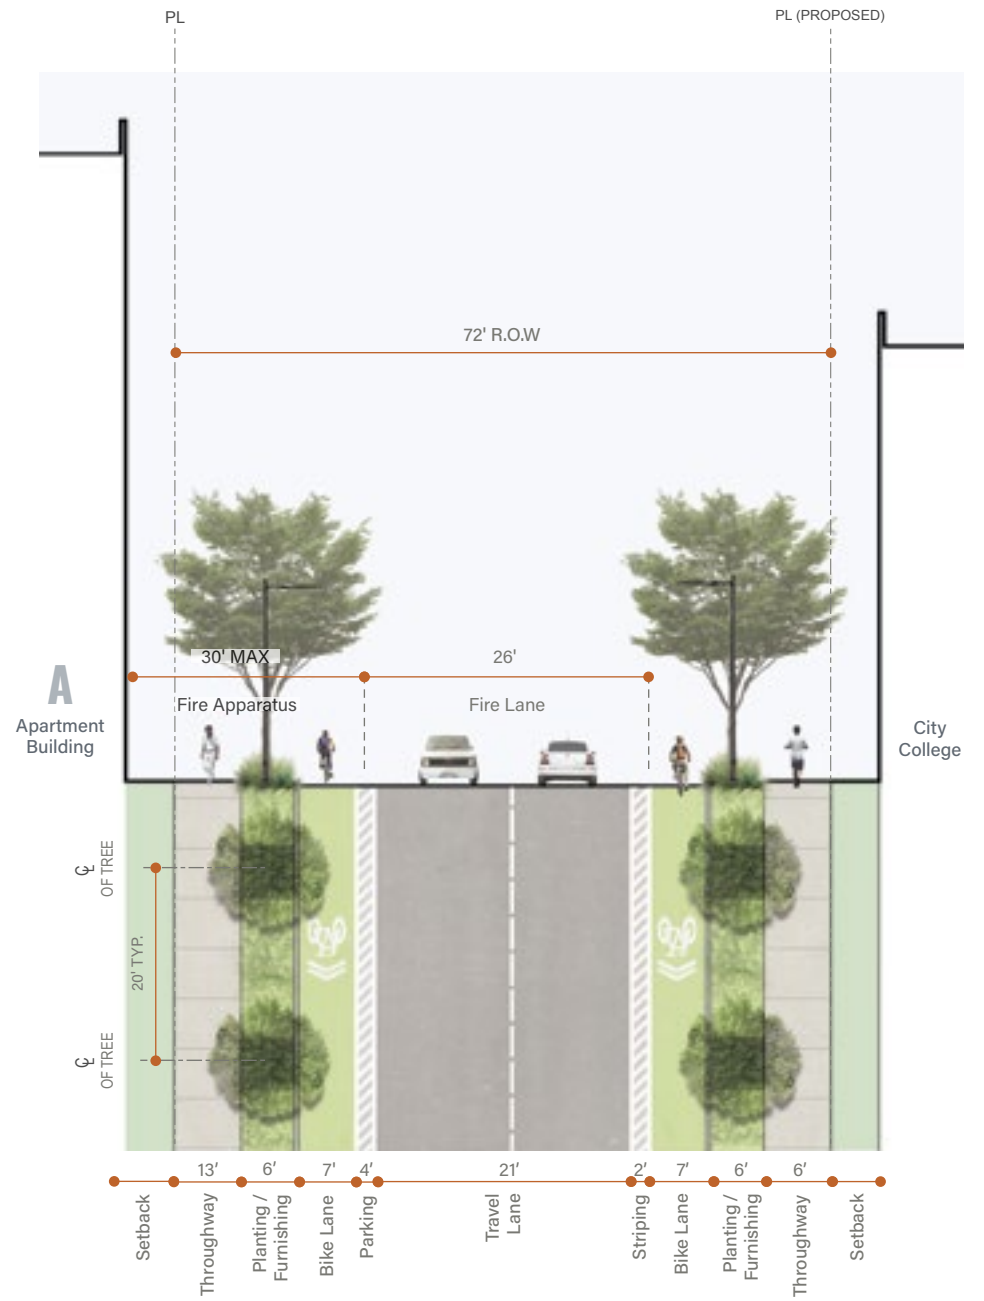 PL
PL (PROPOSED)
72' R.O.W
30' MAX
26'
Fire Apparatus
Fire Lane
A
Apartment
Building
City
College
℄
OF TREE
20' TYP.
℄
OF TREE
13'
6'
7'
4'
21'
2'
7'
6'
6'
Setback
Throughway
Planting /
Furnishing
Bike Lane
Parking
Travel
Lane
Striping
Bike Lane
Planting /
Furnishing
Throughway
Setback